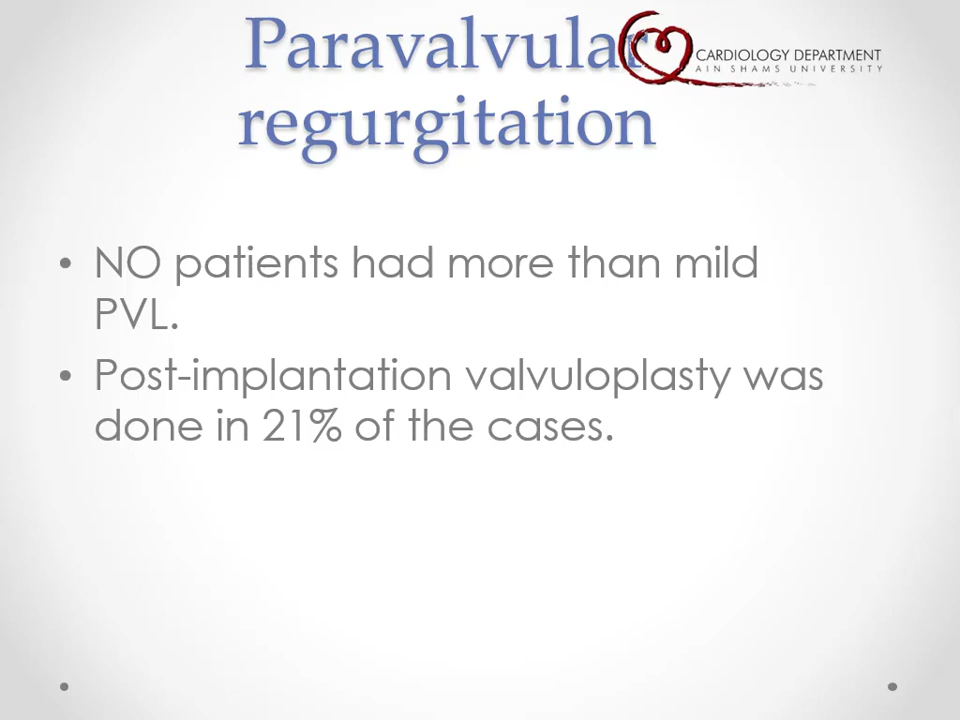 Paravalvular
CARDIOLOGY DEPARTMENT
AIN SHAMS UNIVERSITY
regurgitation
• NO patients had more than mild
PVL.
• Post-implantation valvuloplasty was
done in 21% of the cases.